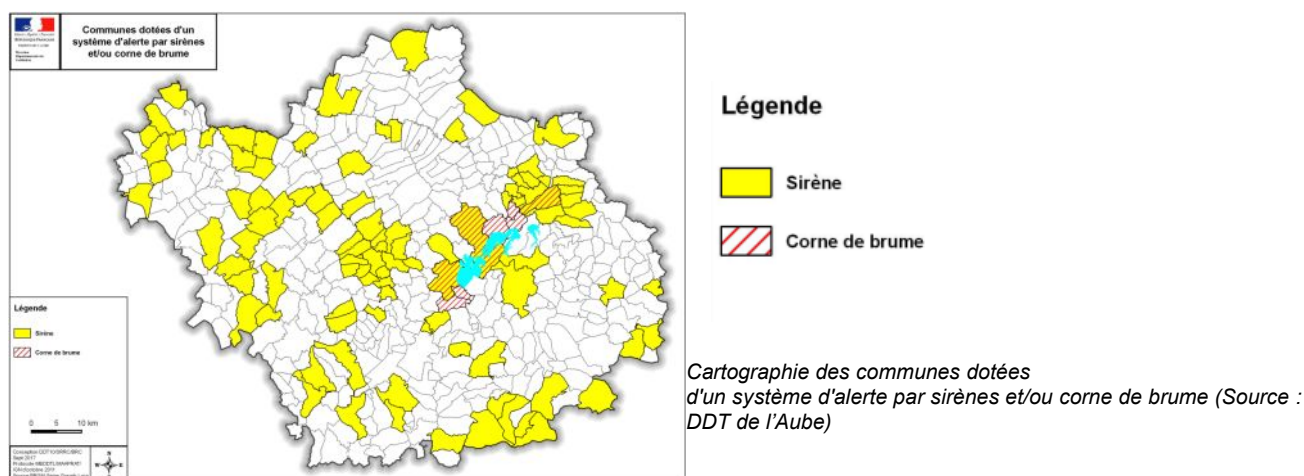 Communes dotées d'un
système d'alerte par sirènes
et/ou corne de brume
Légende
Sirène
Corne de brume
0 5 10 km
N
Légende
Sirène
Corne de brume
Cartographie des communes dotées
d'un système d'alerte par sirènes et/ou corne de brume (Source :
DDT de l'Aube)